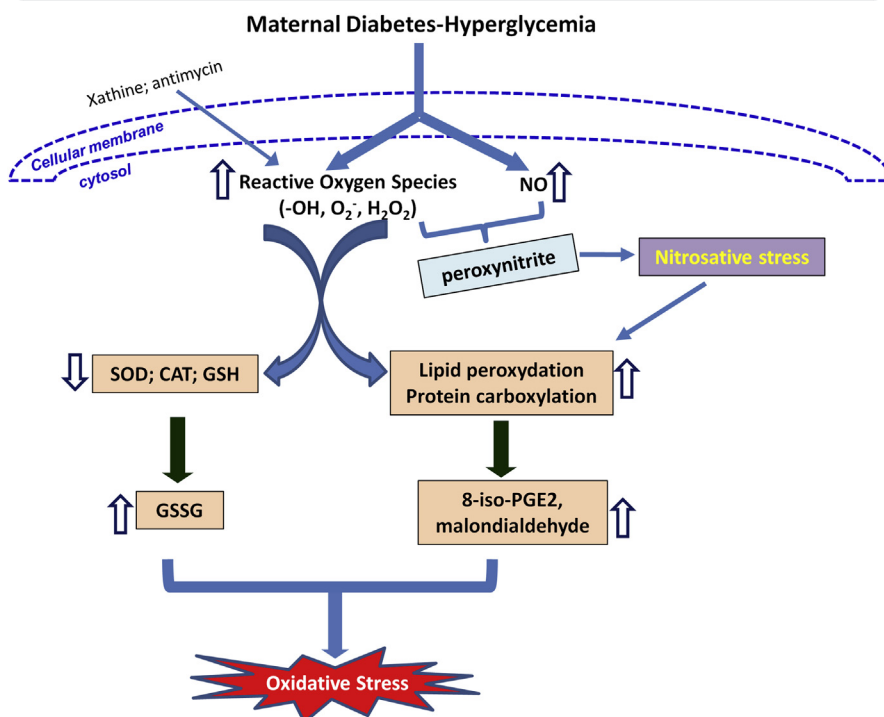 Maternal Diabetes-Hyperglycemia
Xathine; antimycin
Cellular membrane
cytosol
Reactive Oxygen Species
(-OH, O₂⁻, H₂O₂)
NO
peroxynitrite
Nitrosative stress
SOD; CAT; GSH
Lipid peroxydation
Protein carboxylation
GSSG
8-iso-PGE2,
malondialdehyde
Oxidative Stress